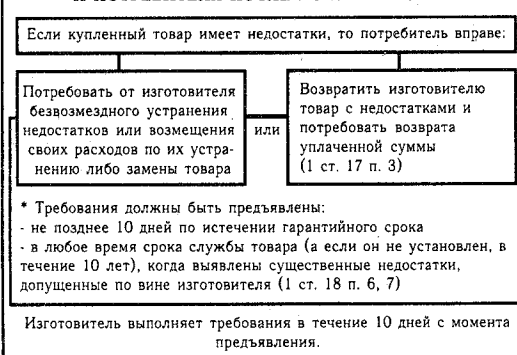 Если купленный товар имеет недостатки, то потребитель вправе:
Потребовать от изготовителя
безвозмездного устранения
недостатков или возмещения
своих расходов по их устра-
нению либо замены товара
или
Возвратить изготовителю
товар с недостатками и
потребовать возврата
уплаченной суммы
(1 ст. 17 п. 3)
* Требования должны быть предъявлены:
- не позднее 10 дней по истечении гарантийного срока
- в любое время срока службы товара (а если он не установлен, в
течение 10 лет), когда выявлены существенные недостатки,
допущенные по вине изготовителя (1 ст. 18 п. 6, 7)
Изготовитель выполняет требования в течение 10 дней с момента
предъявления.